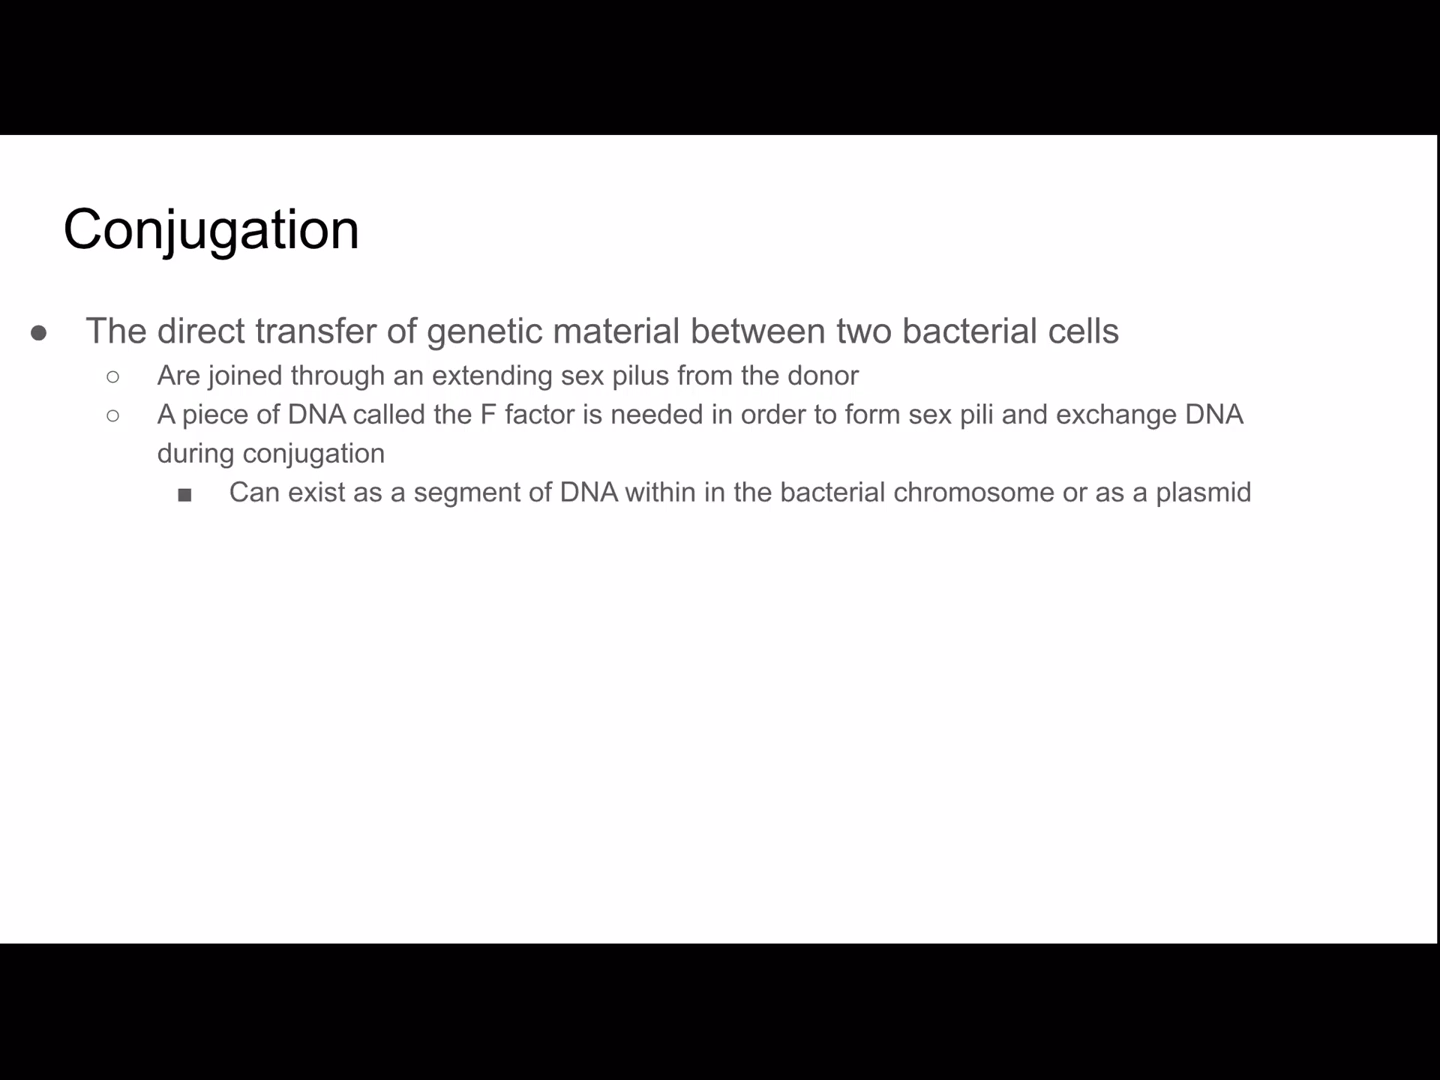 Conjugation
● The direct transfer of genetic material between two bacterial cells
○ Are joined through an extending sex pilus from the donor
○ A piece of DNA called the F factor is needed in order to form sex pili and exchange DNA
during conjugation
■ Can exist as a segment of DNA within in the bacterial chromosome or as a plasmid